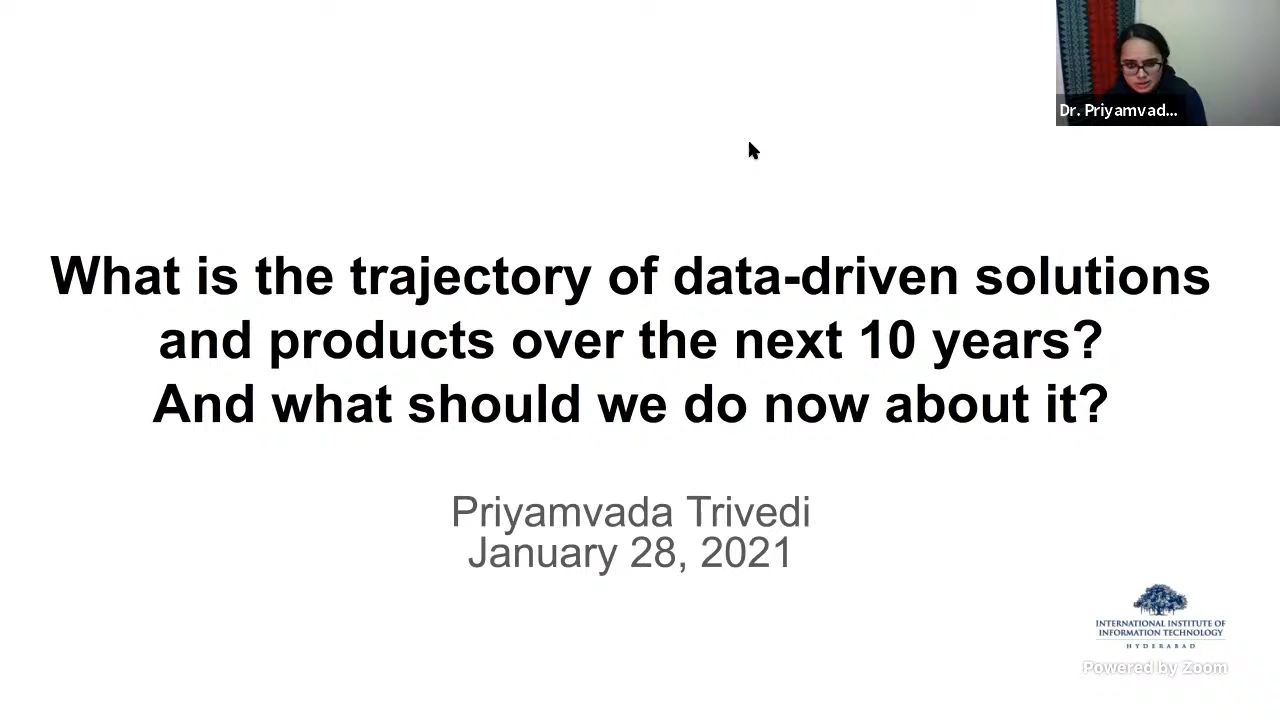 Dr. Priyamvad...
What is the trajectory of data-driven solutions
and products over the next 10 years?
And what should we do now about it?
Priyamvada Trivedi
January 28, 2021
INTERNATIONAL INSTITUTE OF
INFORMATION TECHNOLOGY
HYDERABAD
Powered by Zoom